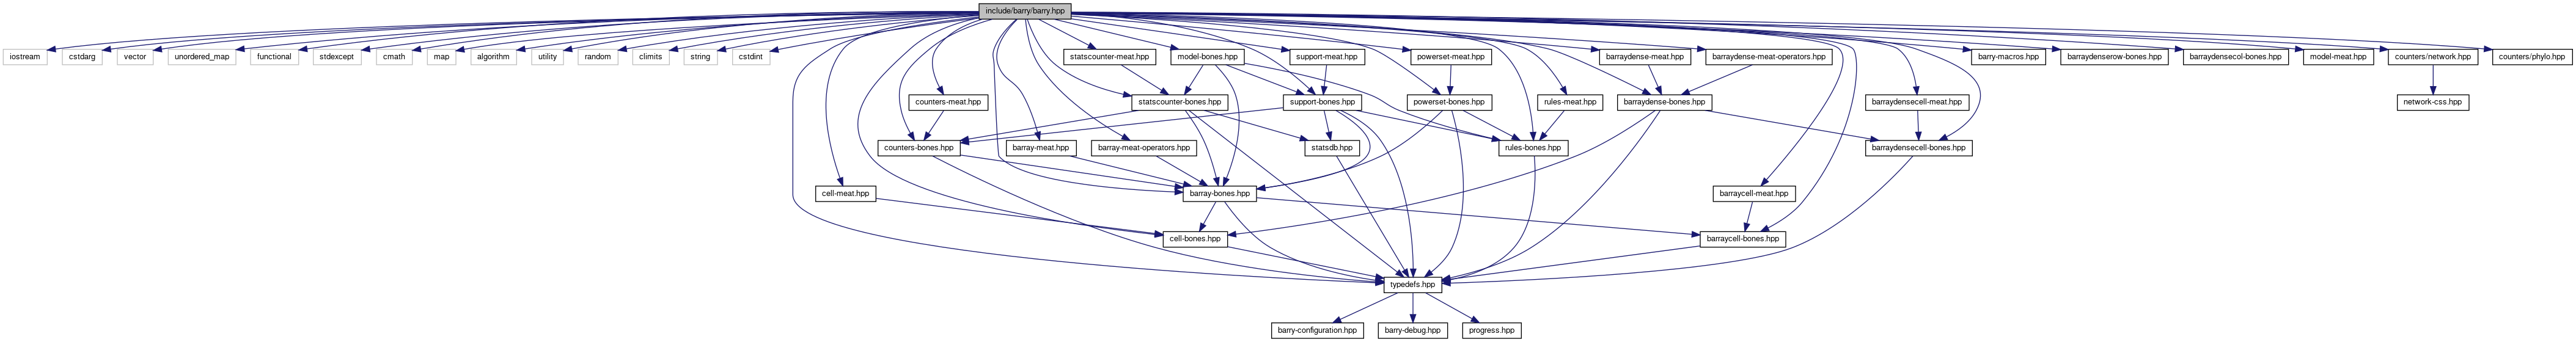 include/barry/barry.hpp
iostream
cstdarg
vector
unordered_map
functional
stdexcept
cmath
map
algorithm
utility
random
climits
string
cstdint
statscounter-meat.hpp
model-bones.hpp
support-meat.hpp
powerset-meat.hpp
barraydense-meat.hpp
barraydense-meat-operators.hpp
barry-macros.hpp
barraydenserow-bones.hpp
barraydensecol-bones.hpp
model-meat.hpp
counters/network.hpp
counters/phylo.hpp
counters-meat.hpp
statscounter-bones.hpp
support-bones.hpp
powerset-bones.hpp
rules-meat.hpp
barraydense-bones.hpp
barraydensecell-meat.hpp
network-css.hpp
counters-bones.hpp
barray-meat.hpp
barray-meat-operators.hpp
statsdb.hpp
rules-bones.hpp
barraydensecell-bones.hpp
cell-meat.hpp
barray-bones.hpp
barraycell-meat.hpp
cell-bones.hpp
barraycell-bones.hpp
typedefs.hpp
barry-configuration.hpp
barry-debug.hpp
progress.hpp